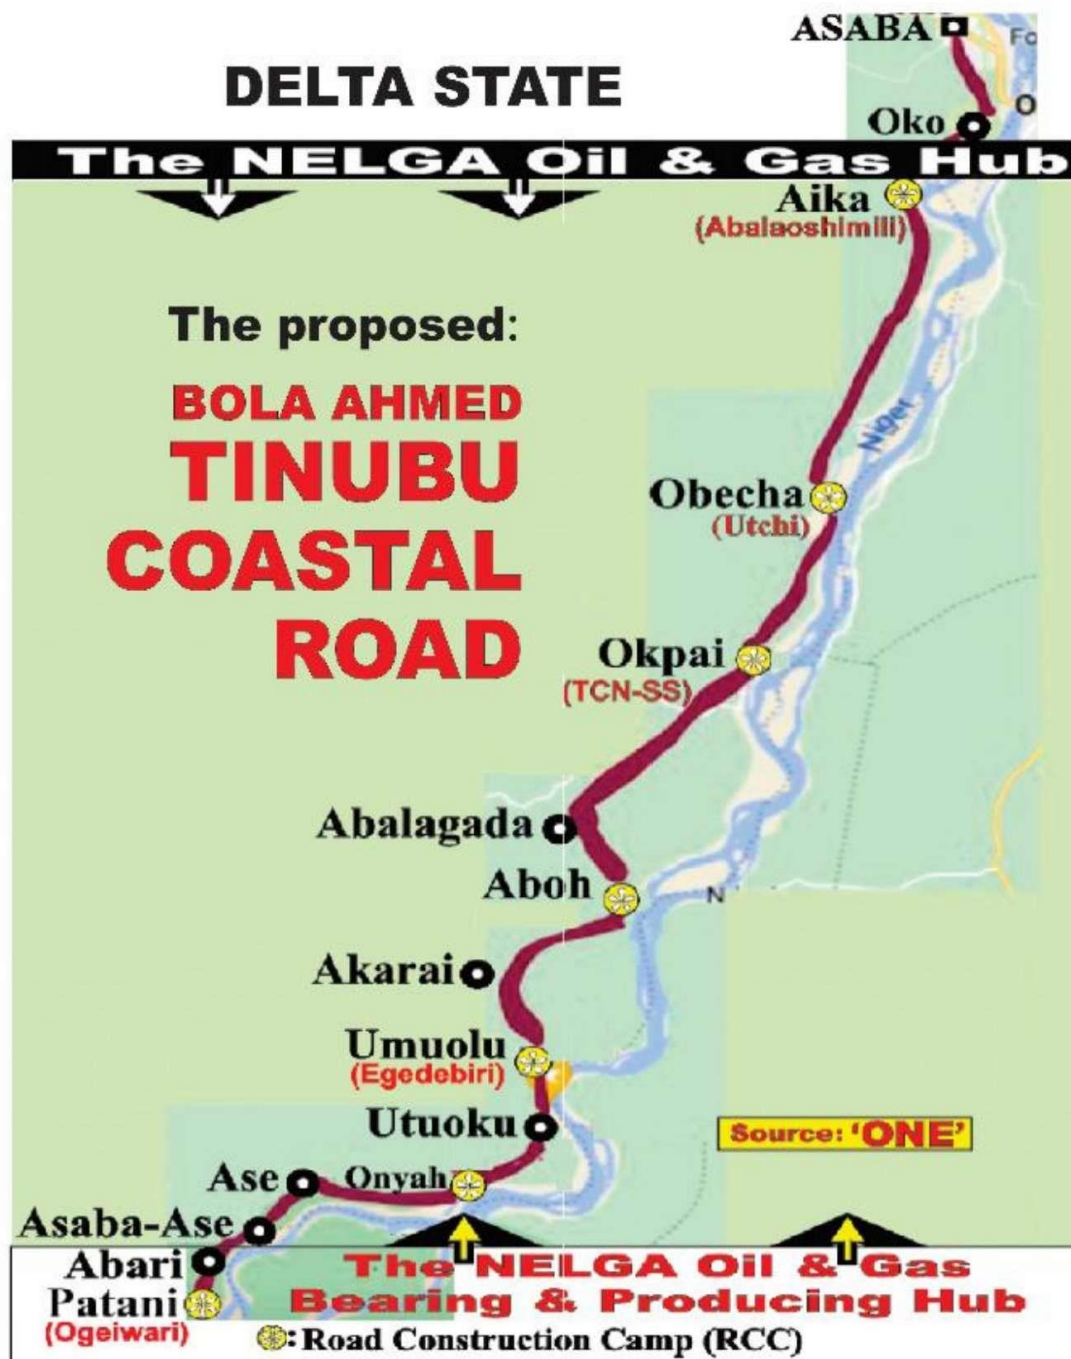 ASABA
Fc
DELTA STATE
O
Oko
The NELGA Oil & Gas Hub
Aika
(Abalaoshimili)
The proposed:
BOLA AHMED
TINUBU
COASTAL
ROAD
Niger
Obecha
(Utchi)
Okpai
(TCN-SS)
Abalagada
Aboh
N
Akarai
Umuolu
(Egedebiri)
Utuoku
Source: 'ONE'
Ase
Onyah
Asaba-Ase
Abari
The NELGA Oil & Gas
Patani
Bearing & Producing Hub
(Ogeiwari)
: Road Construction Camp (RCC)